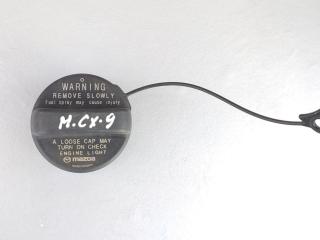 WARNING
REMOVE SLOWLY
Fuel spray may cause injury
M.CX-9
A LOOSE CAP MAY
TURN ON CHECK
ENGINE LIGHT
mazda